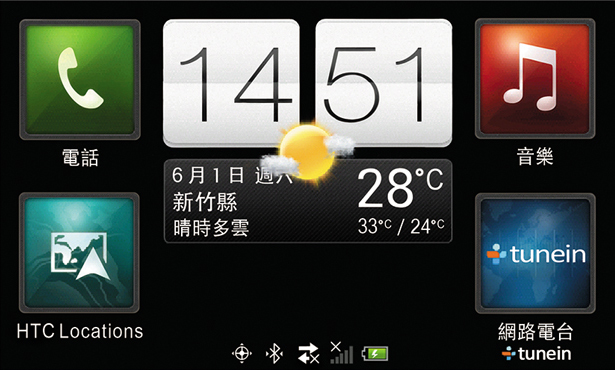 14 51
電話
音樂
6月1日 週六
28°C
新竹縣
晴時多雲
33°C / 24°C
tunein
HTC Locations
網路電台
tunein